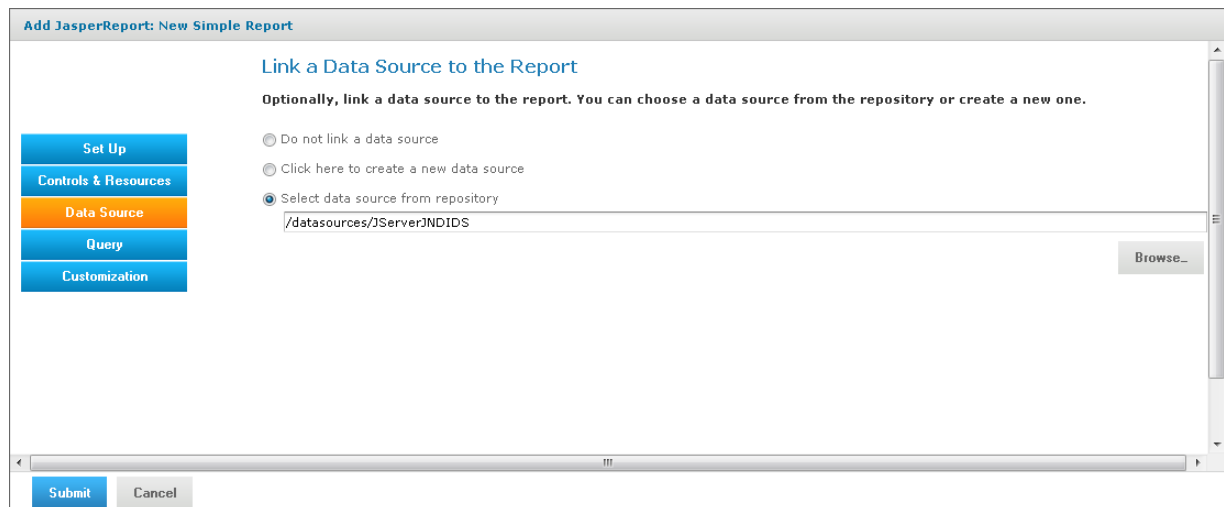 Add JasperReport: New Simple Report
Link a Data Source to the Report
Optionally, link a data source to the report. You can choose a data source from the repository or create a new one.
Set Up
Controls & Resources
Data Source
Query
Customization
Do not link a data source
Click here to create a new data source
Select data source from repository
/datasources/JServerJNDIDS
Browse...
Submit
Cancel